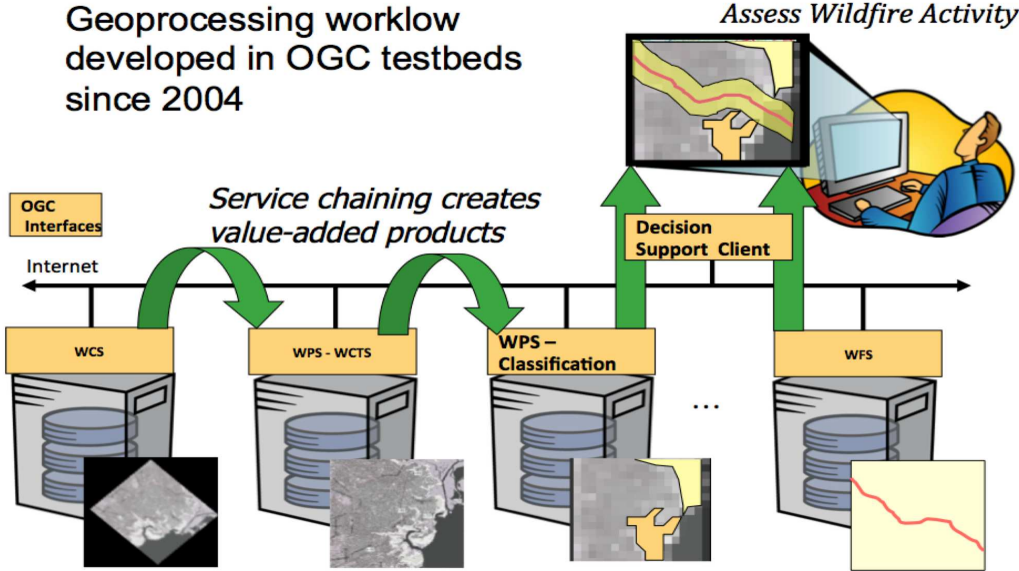 Geoprocessing worklow
developed in OGC testbeds
since 2004
Assess Wildfire Activity
OGC
Interfaces
Service chaining creates
value-added products
Decision
Support Client
Internet
WCS
WPS - WCTS
WPS –
Classification
WFS
...